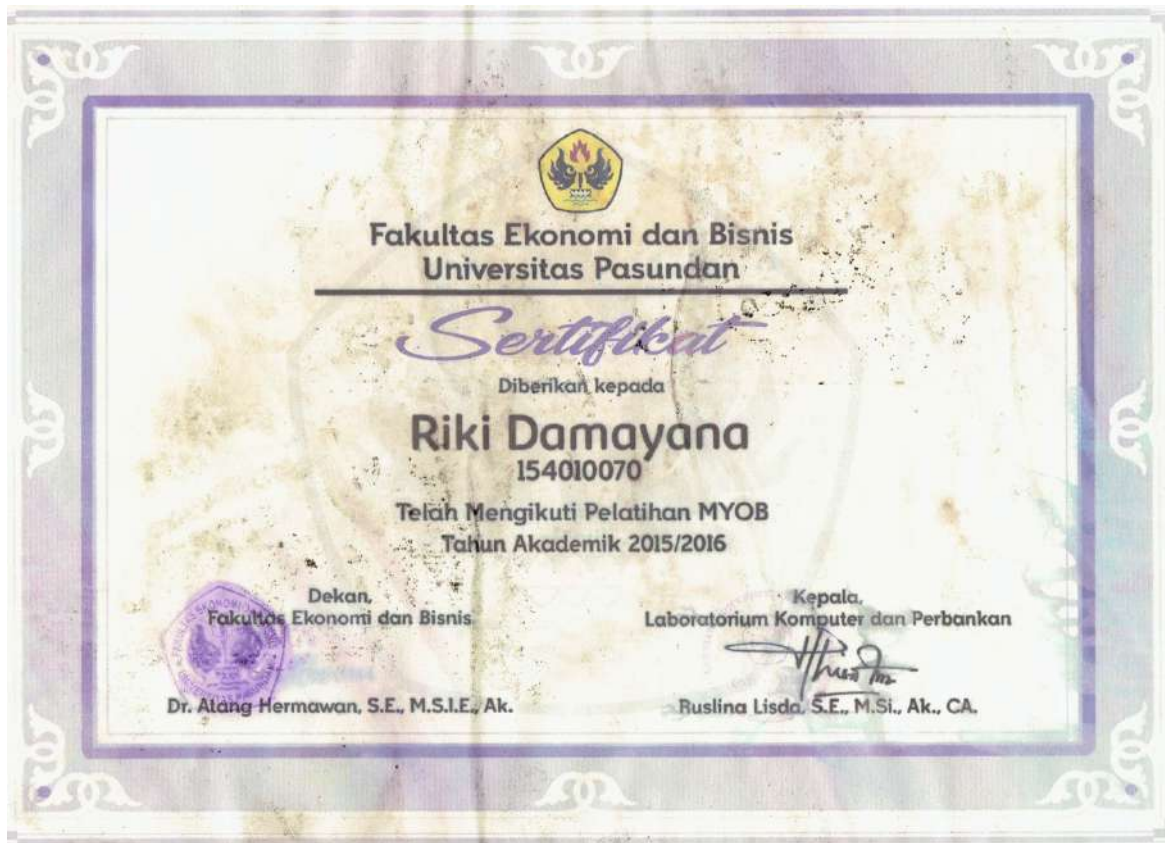 Fakultas Ekonomi dan Bisnis
Universitas Pasundan
Sertifikat
Diberikan kepada
Riki Damayana
154010070
Telah Mengikuti Pelatihan MYOB
Tahun Akademik 2015/2016
Dekan,
Fakultas Ekonomi dan Bisnis
Dr. Atang Hermawan, S.E., M.S.I.E., Ak.
Kepala,
Laboratorium Komputer dan Perbankan
Ruslina Lisda, S.E., M.Si., Ak., CA.